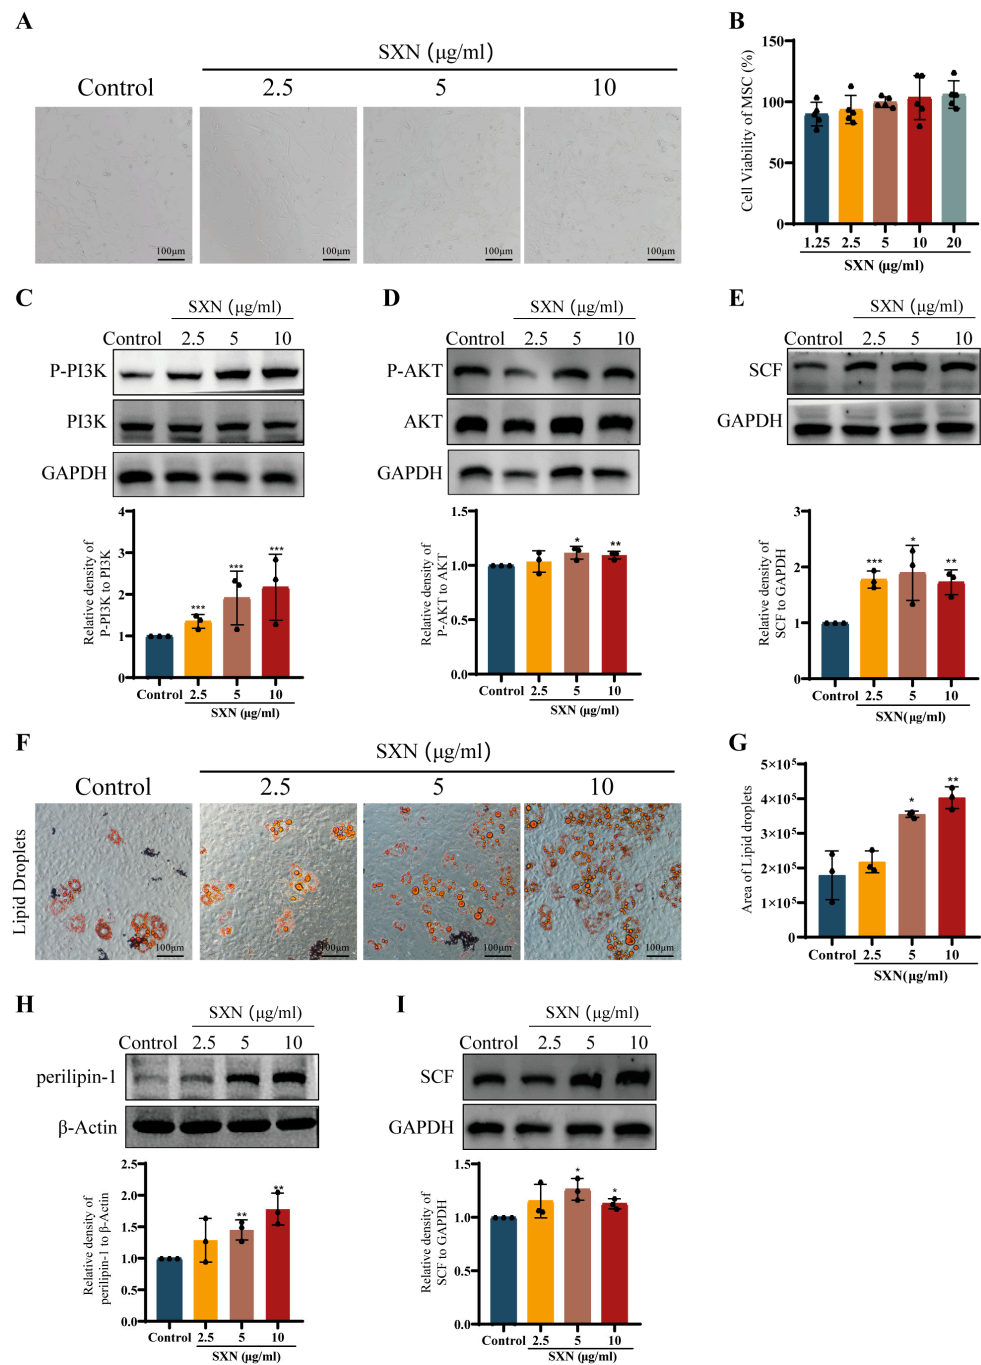 A
SXN (μg/ml)
Control 2.5 5 10
100μm 100μm 100μm 100μm
B
Cell Viability of MSC (%)
150
100
50
0
1.25 2.5 5 10 20
SXN (μg/ml)
C
SXN (μg/ml)
Control 2.5 5 10
P-PI3K
PI3K
GAPDH
Relative density of
P-PI3K to PI3K
4
3
2
1
0
*** *** ***
Control 2.5 5 10
SXN (μg/ml)
D
SXN (μg/ml)
Control 2.5 5 10
P-AKT
AKT
GAPDH
Relative density of
P-AKT to AKT
1.5
1.0
0.5
0.0
* **
Control 2.5 5 10
SXN (μg/ml)
E
SXN (μg/ml)
Control 2.5 5 10
SCF
GAPDH
Relative density of
SCF to GAPDH
3
2
1
0
*** * **
Control 2.5 5 10
SXN(μg/ml)
F
SXN (μg/ml)
Control 2.5 5 10
Lipid Droplets
100μm 100μm 100μm 100μm
G
Area of Lipid droplets
5×10⁵
4×10⁵
3×10⁵
2×10⁵
1×10⁵
0
* **
Control 2.5 5 10
SXN(μg/ml)
H
SXN (μg/ml)
Control 2.5 5 10
perilipin-1
β-Actin
Relative density of
perilipin-1 to β-Actin
2.5
2.0
1.5
1.0
0.5
0.0
** **
Control 2.5 5 10
SXN (μg/ml)
I
SXN (μg/ml)
Control 2.5 5 10
SCF
GAPDH
Relative density of
SCF to GAPDH
1.5
1.0
0.5
0.0
* *
Control 2.5 5 10
SXN (μg/ml)